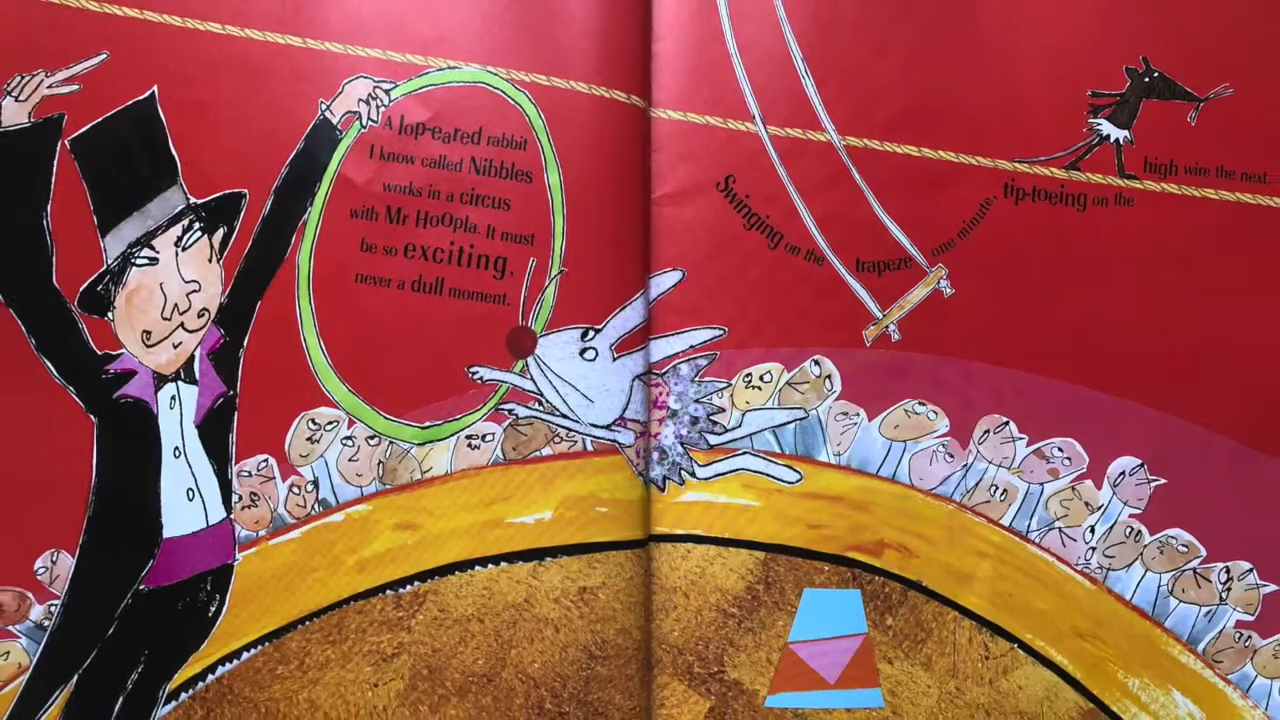 A lop-eared rabbit
I know called Nibbles
works in a circus
with Mr HoOpla. It must
be so exciting,
never a dull moment.
Swinging on the trapeze one minute, tip-toeing on the high wire the next.